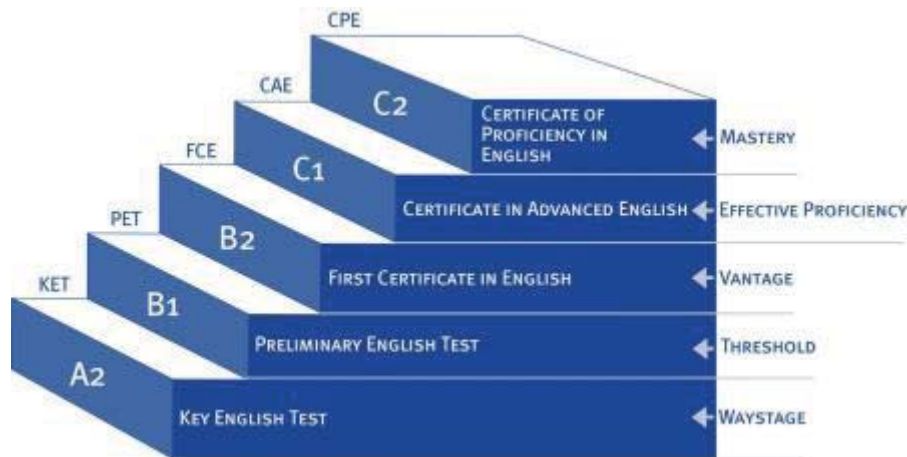 CPE
C2
CERTIFICATE OF
PROFICIENCY IN
ENGLISH
MASTERY
CAE
C1
CERTIFICATE IN ADVANCED ENGLISH
EFFECTIVE PROFICIENCY
FCE
B2
FIRST CERTIFICATE IN ENGLISH
VANTAGE
PET
B1
PRELIMINARY ENGLISH TEST
THRESHOLD
KET
A2
KEY ENGLISH TEST
WAYSTAGE